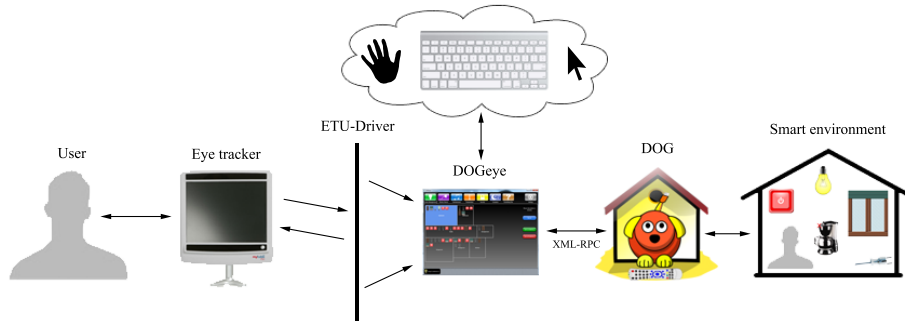 ETU-Driver
User
Eye tracker
DOGeye
DOG
Smart environment
XML-RPC